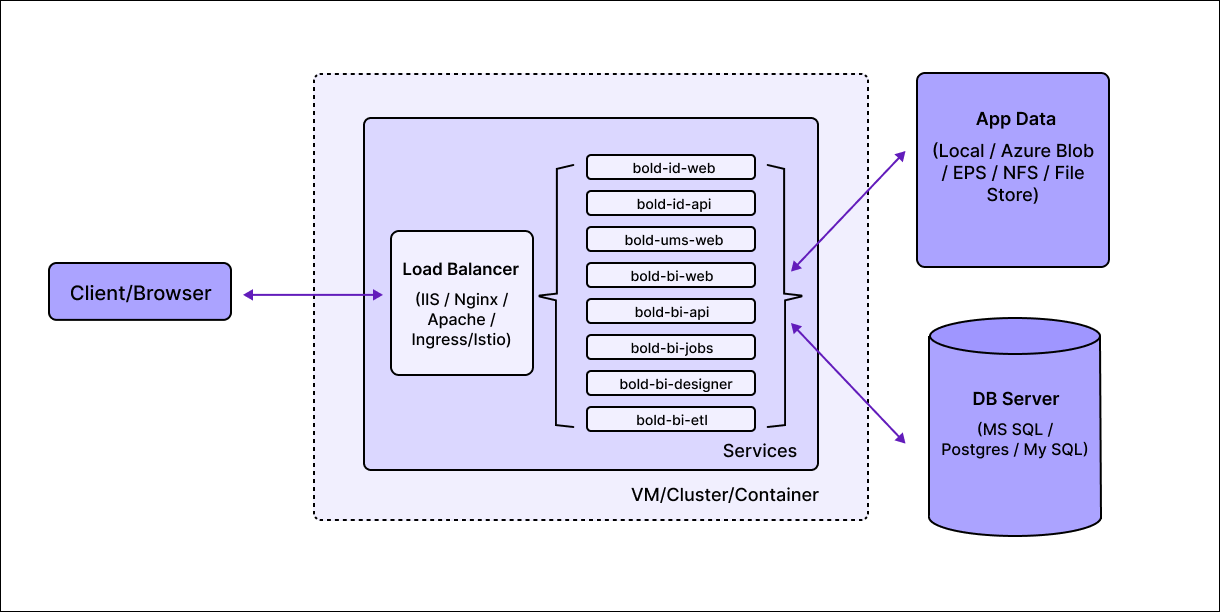 Client/Browser
Load Balancer
(IIS / Nginx /
Apache /
Ingress/Istio)
bold-id-web
bold-id-api
bold-ums-web
bold-bi-web
bold-bi-api
bold-bi-jobs
bold-bi-designer
bold-bi-etl
Services
VM/Cluster/Container
App Data
(Local / Azure Blob
/ EPS / NFS / File
Store)
DB Server
(MS SQL /
Postgres / My SQL)